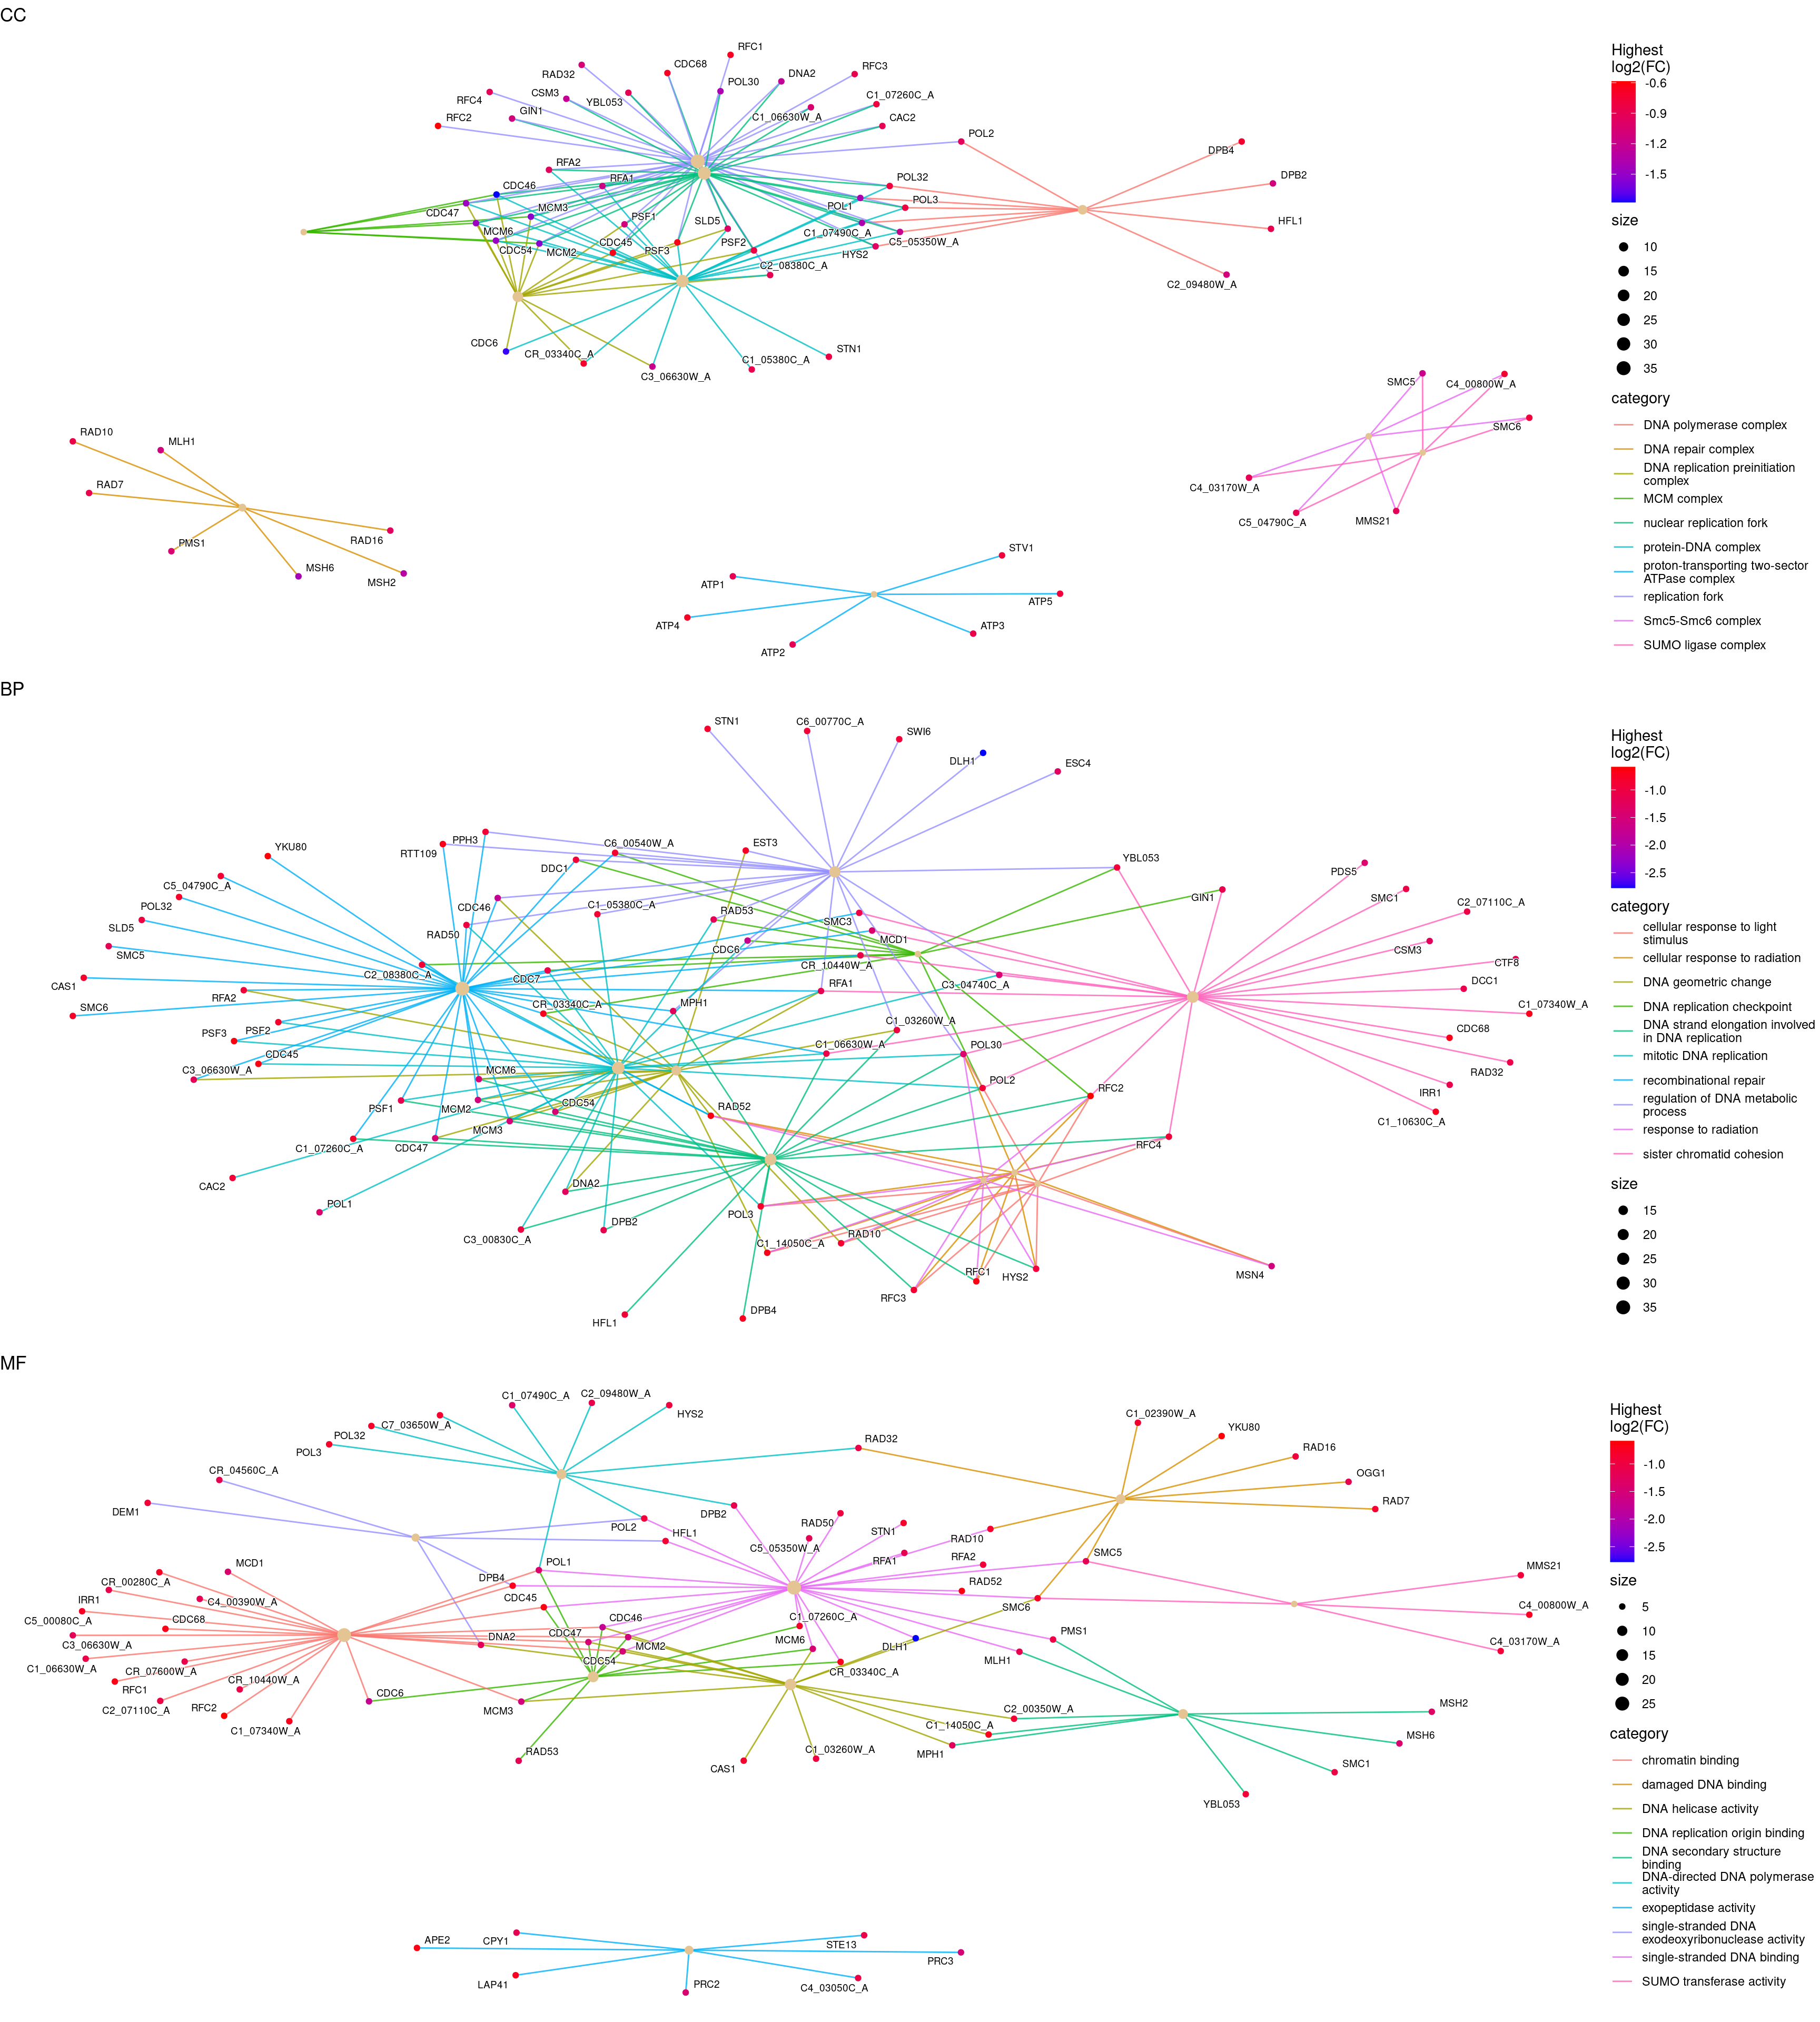 CC
RFC1
CDC68
RAD32
RFC3
DNA2
POL30
CSM3
YBL053
RFC4
C1_07260C_A
GIN1
C1_06630W_A
CAC2
RFC2
POL2
DPB4
RFA2
RFA1
POL32
DPB2
CDC46
CDC47
MCM3
POL1
POL3
PSF1
SLD5
HFL1
MCM6
C1_07490C_A
CDC54
MCM2
CDC45
PSF3
PSF2
C5_05350W_A
HYS2
C2_08380C_A
C2_09480W_A
CDC6
CR_03340C_A
C3_06630W_A
C1_05380C_A
STN1
SMC5
C4_00800W_A
SMC6
C4_03170W_A
C5_04790C_A
MMS21
RAD10
MLH1
RAD7
PMS1
RAD16
MSH6
MSH2
STV1
ATP1
ATP5
ATP4
ATP3
ATP2
Highest
log2(FC)
-0.6
-0.9
-1.2
-1.5
size
10
15
20
25
30
35
category
DNA polymerase complex
DNA repair complex
DNA replication preinitiation
complex
MCM complex
nuclear replication fork
protein-DNA complex
proton-transporting two-sector
ATPase complex
replication fork
Smc5-Smc6 complex
SUMO ligase complex
BP
STN1
C6_00770C_A
SWI6
DLH1
ESC4
PPH3
RTT109
C6_00540W_A
EST3
YKU80
DDC1
YBL053
PDS5
C5_04790C_A
SMC1
POL32
CDC46
C1_05380C_A
RAD53
SMC3
GIN1
C2_07110C_A
SLD5
RAD50
MCD1
CDC6
CSM3
SMC5
CTF8
C2_08380C_A
CDC7
CR_10440W_A
CAS1
C3_04740C_A
DCC1
RFA2
RFA1
SMC6
CR_03340C_A
MPH1
C1_07340W_A
PSF3
PSF2
C1_03260W_A
CDC68
CDC45
C1_06630W_A
POL30
C3_06630W_A
MCM6
RAD32
POL2
RFC2
IRR1
PSF1
MCM2
CDC54
RAD52
C1_10630C_A
MCM3
C1_07260C_A
CDC47
RFC4
CAC2
DNA2
POL1
POL3
DPB2
C3_00830C_A
C1_14050C_A
RAD10
RFC1
HYS2
MSN4
RFC3
HFL1
DPB4
Highest
log2(FC)
-1.0
-1.5
-2.0
-2.5
category
cellular response to light
stimulus
cellular response to radiation
DNA geometric change
DNA replication checkpoint
DNA strand elongation involved
in DNA replication
mitotic DNA replication
recombinational repair
regulation of DNA metabolic
process
response to radiation
sister chromatid cohesion
size
15
20
25
30
35
MF
C1_07490C_A
C2_09480W_A
HYS2
C7_03650W_A
POL32
POL3
RAD32
C1_02390W_A
YKU80
RAD16
CR_04560C_A
OGG1
DEM1
RAD7
DPB2
POL2
HFL1
RAD50
STN1
RAD10
C5_05350W_A
RFA1
RFA2
SMC5
MCD1
POL1
MMS21
CR_00280C_A
DPB4
RAD52
IRR1
C4_00390W_A
CDC45
SMC6
C4_00800W_A
C5_00080C_A
CDC68
CDC46
C1_07260C_A
CDC47
C3_06630W_A
DNA2
MCM2
MCM6
DLH1
PMS1
C4_03170W_A
C1_06630W_A
CR_07600W_A
CDC54
CR_03340C_A
MLH1
RFC1
CR_10440W_A
CDC6
C2_07110C_A
RFC2
MCM3
C2_00350W_A
MSH2
C1_07340W_A
C1_14050C_A
MSH6
RAD53
CAS1
C1_03260W_A
MPH1
SMC1
YBL053
APE2
CPY1
STE13
PRC3
LAP41
PRC2
C4_03050C_A
Highest
log2(FC)
-1.0
-1.5
-2.0
-2.5
size
5
10
15
20
25
category
chromatin binding
damaged DNA binding
DNA helicase activity
DNA replication origin binding
DNA secondary structure
binding
DNA-directed DNA polymerase
activity
exopeptidase activity
single-stranded DNA
exodeoxyribonuclease activity
single-stranded DNA binding
SUMO transferase activity